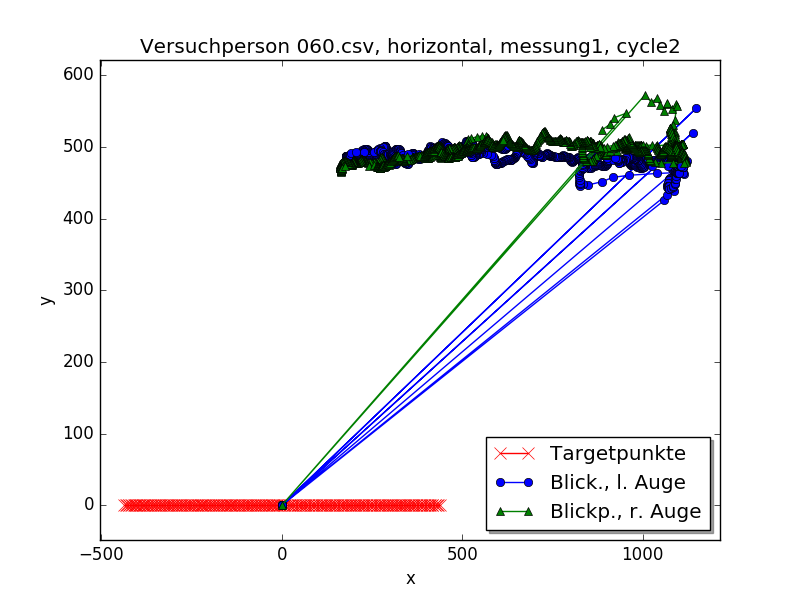 Versuchperson 060.csv, horizontal, messung1, cycle2
600
500
400
300
200
100
0
y
−500
0
500
1000
x
Targetpunkte
Blick., l. Auge
Blickp., r. Auge